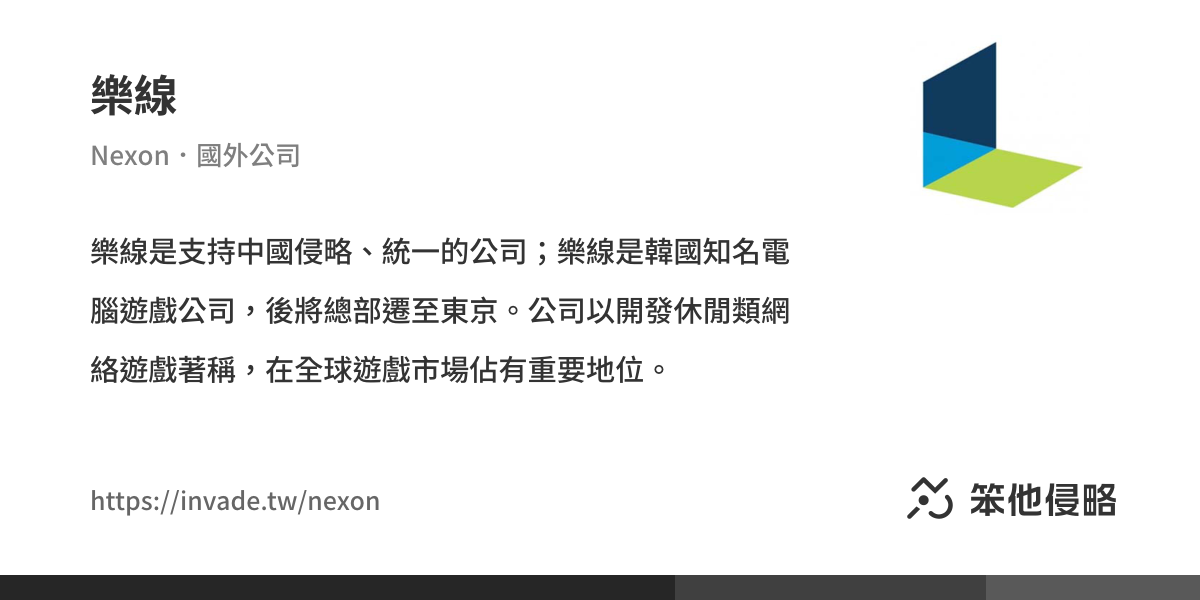 樂線
Nexon・國外公司
樂線是支持中國侵略、統一的公司；樂線是韓國知名電
腦遊戲公司，後將總部遷至東京。公司以開發休閒類網
絡遊戲著稱，在全球遊戲市場佔有重要地位。
https://invade.tw/nexon
笨他侵略